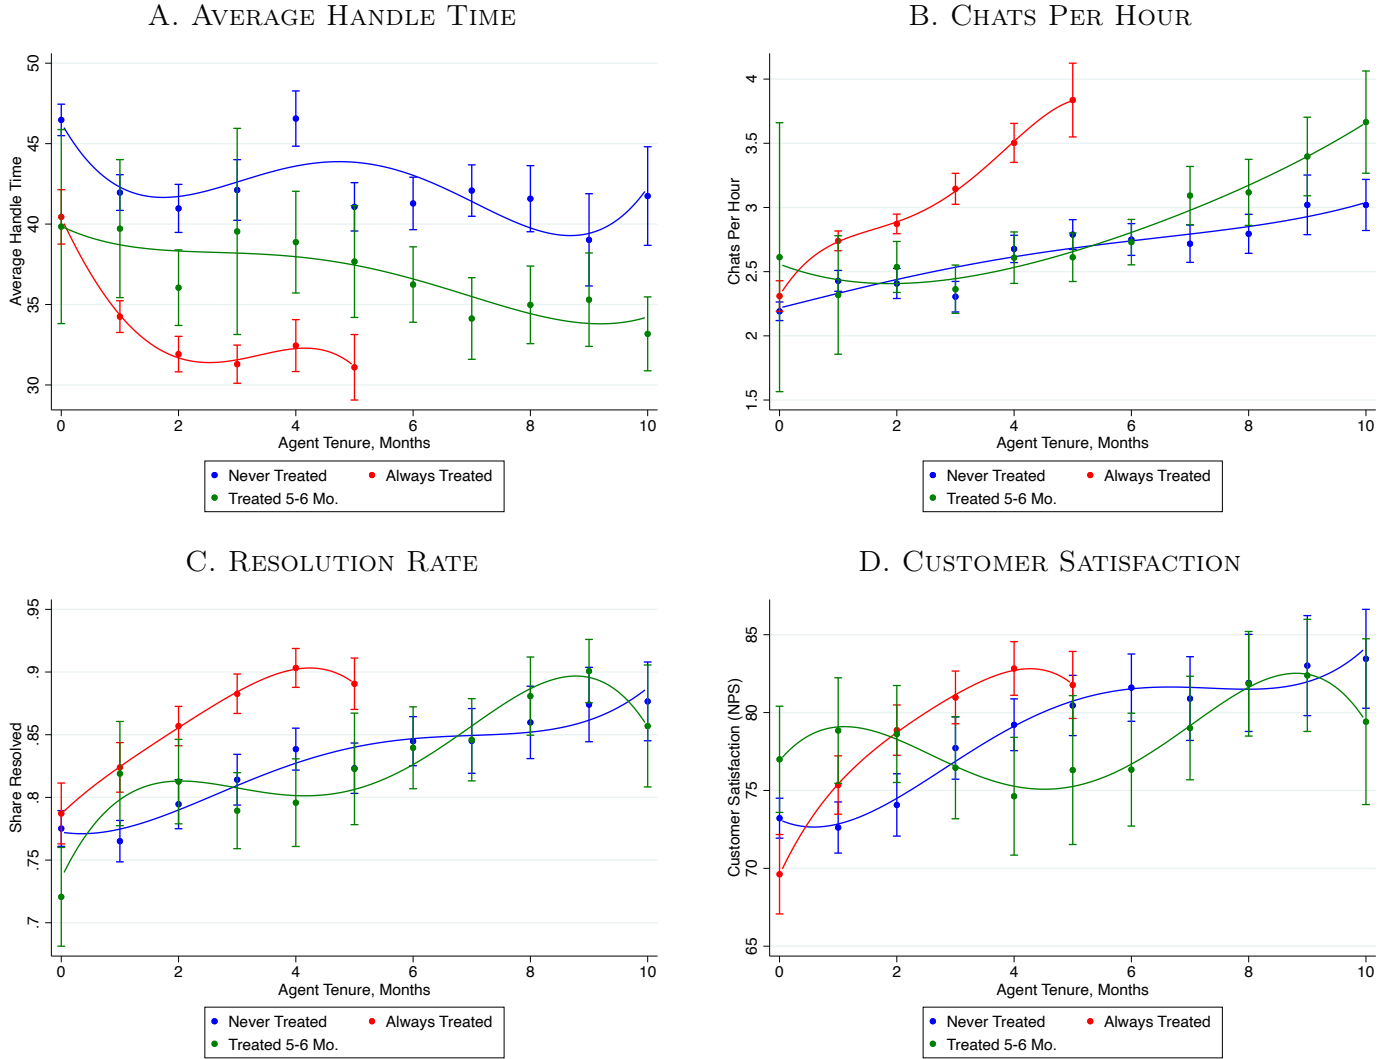 A. AVERAGE HANDLE TIME
50
45
40
35
30
Average Handle Time
0 2 4 6 8 10
Agent Tenure, Months
Never Treated Always Treated
Treated 5-6 Mo.
B. CHATS PER HOUR
4
3.5
3
2.5
2
1.5
Chats Per Hour
0 2 4 6 8 10
Agent Tenure, Months
Never Treated Always Treated
Treated 5-6 Mo.
C. RESOLUTION RATE
.95
.9
.85
.8
.75
.7
Share Resolved
0 2 4 6 8 10
Agent Tenure, Months
Never Treated Always Treated
Treated 5-6 Mo.
D. CUSTOMER SATISFACTION
85
80
75
70
65
Customer Satisfaction (NPS)
0 2 4 6 8 10
Agent Tenure, Months
Never Treated Always Treated
Treated 5-6 Mo.